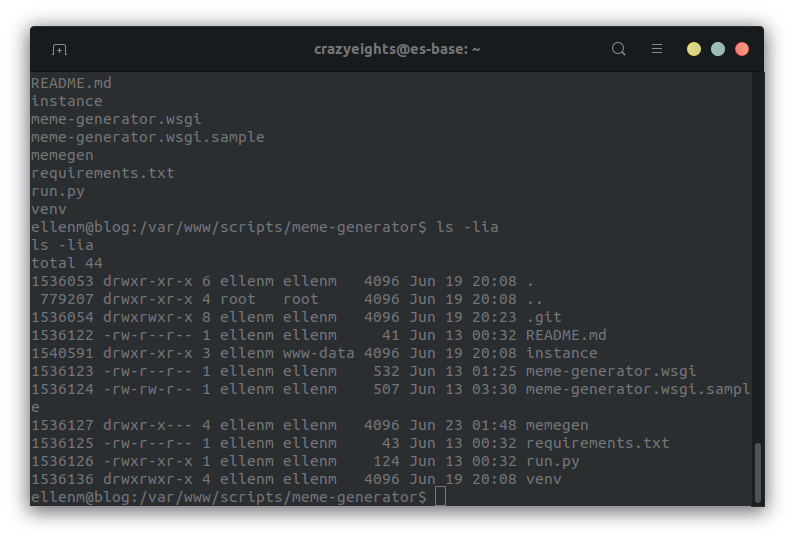 crazyeights@es-base: ~
README.md
instance
meme-generator.wsgi
meme-generator.wsgi.sample
memegen
requirements.txt
run.py
venv
ellenm@blog:/var/www/scripts/meme-generator$ ls -lia
ls -lia
total 44
1536053 drwxr-xr-x 6 ellenm ellenm   4096 Jun 19 20:08 .
 779207 drwxr-xr-x 4 root   root     4096 Jun 19 20:08 ..
1536054 drwxrwxr-x 8 ellenm ellenm   4096 Jun 19 20:23 .git
1536122 -rw-r--r-- 1 ellenm ellenm     41 Jun 13 00:32 README.md
1540591 drwxr-xr-x 3 ellenm www-data 4096 Jun 19 20:08 instance
1536123 -rw-r--r-- 1 ellenm ellenm    532 Jun 13 01:25 meme-generator.wsgi
1536124 -rw-rw-r-- 1 ellenm ellenm    507 Jun 13 03:30 meme-generator.wsgi.sampl
e
1536127 drwxr-x--- 4 ellenm ellenm   4096 Jun 23 01:48 memegen
1536125 -rw-r--r-- 1 ellenm ellenm     43 Jun 13 00:32 requirements.txt
1536126 -rwxr-xr-x 1 ellenm ellenm    124 Jun 13 00:32 run.py
1536136 drwxrwxr-x 4 ellenm ellenm   4096 Jun 19 20:08 venv
ellenm@blog:/var/www/scripts/meme-generator$